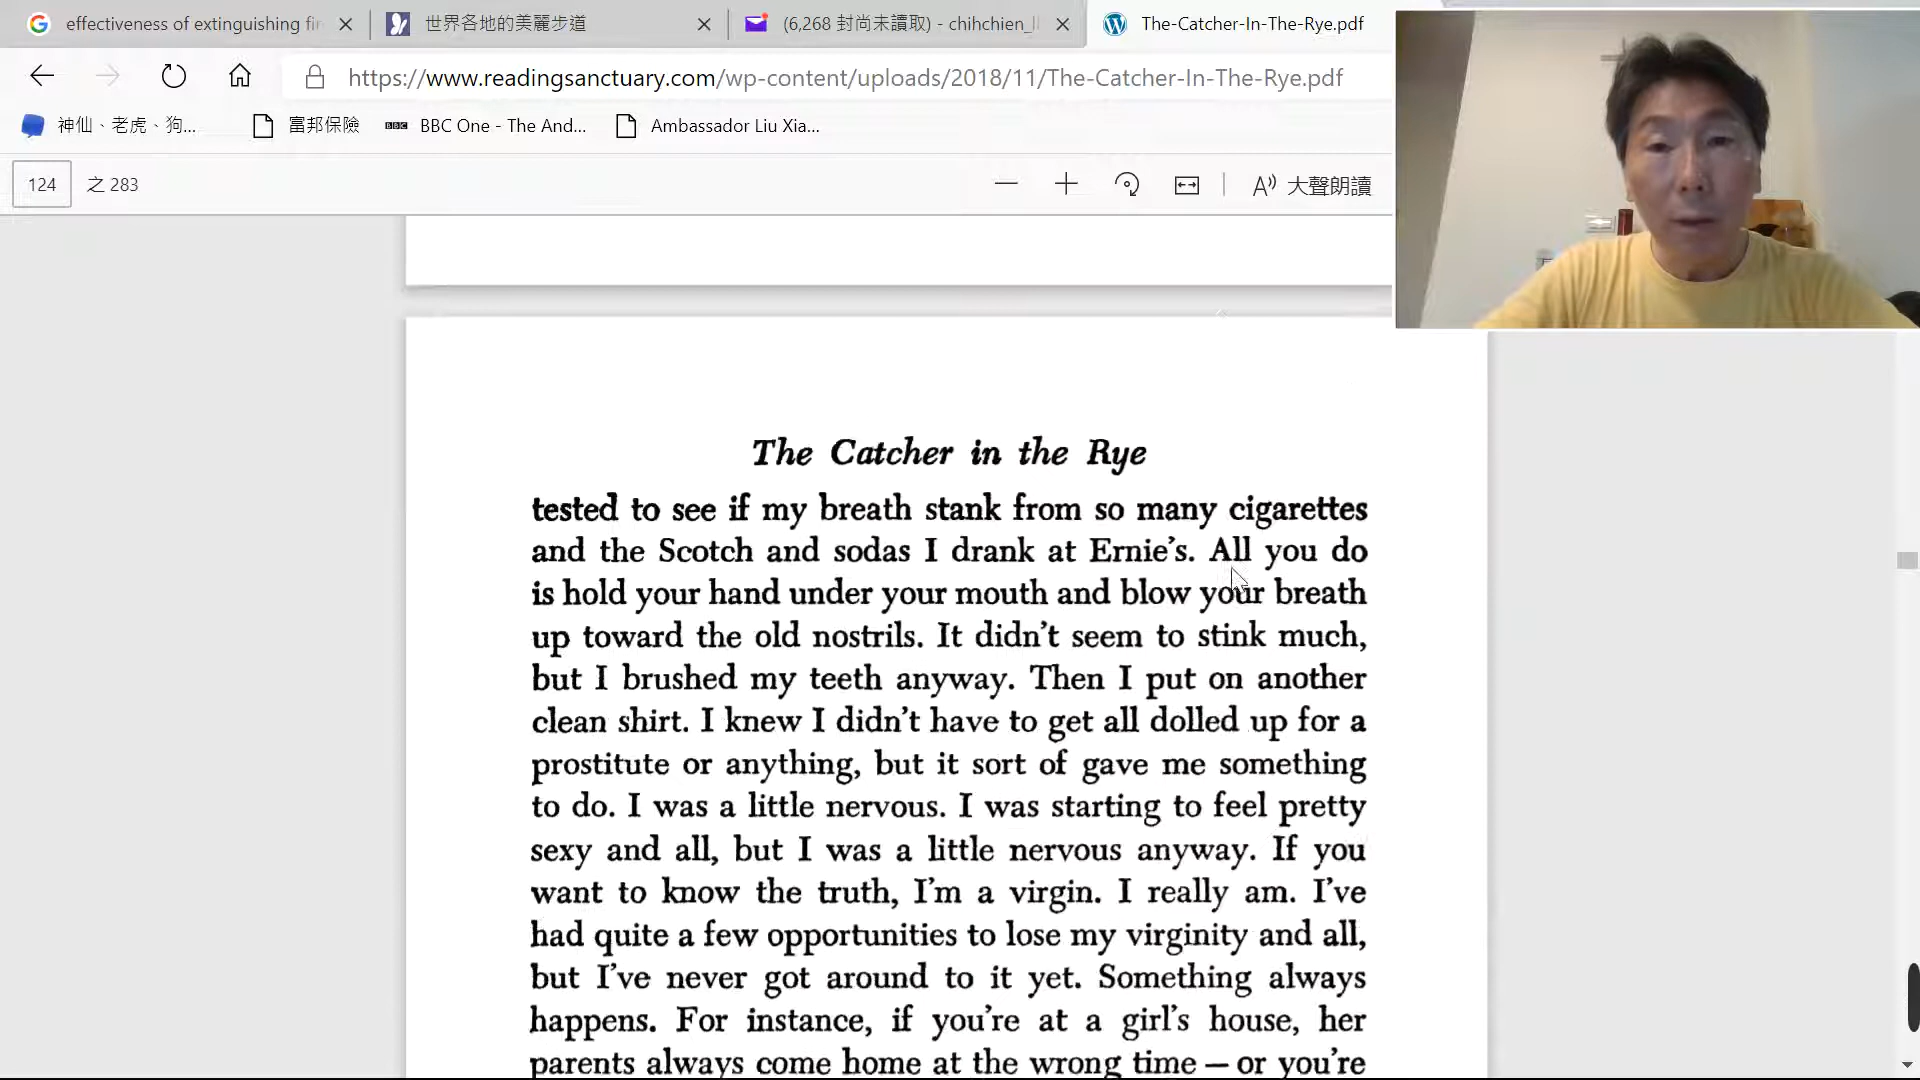 effectiveness of extinguishing fir
世界各地的美麗步道
(6,268 封尚未讀取) - chihchien_l
The-Catcher-In-The-Rye.pdf
https://www.readingsanctuary.com/wp-content/uploads/2018/11/The-Catcher-In-The-Rye.pdf
神仙、老虎、狗...
富邦保險
BBC
BBC One - The And...
Ambassador Liu Xia...
124
之 283
大聲朗讀
The Catcher in the Rye
tested to see if my breath stank from so many cigarettes
and the Scotch and sodas I drank at Ernie's. All you do
is hold your hand under your mouth and blow your breath
up toward the old nostrils. It didn't seem to stink much,
but I brushed my teeth anyway. Then I put on another
clean shirt. I knew I didn't have to get all dolled up for a
prostitute or anything, but it sort of gave me something
to do. I was a little nervous. I was starting to feel pretty
sexy and all, but I was a little nervous anyway. If you
want to know the truth, I'm a virgin. I really am. I've
had quite a few opportunities to lose my virginity and all,
but I've never got around to it yet. Something always
happens. For instance, if you're at a girl's house, her
parents always come home at the wrong time — or you're